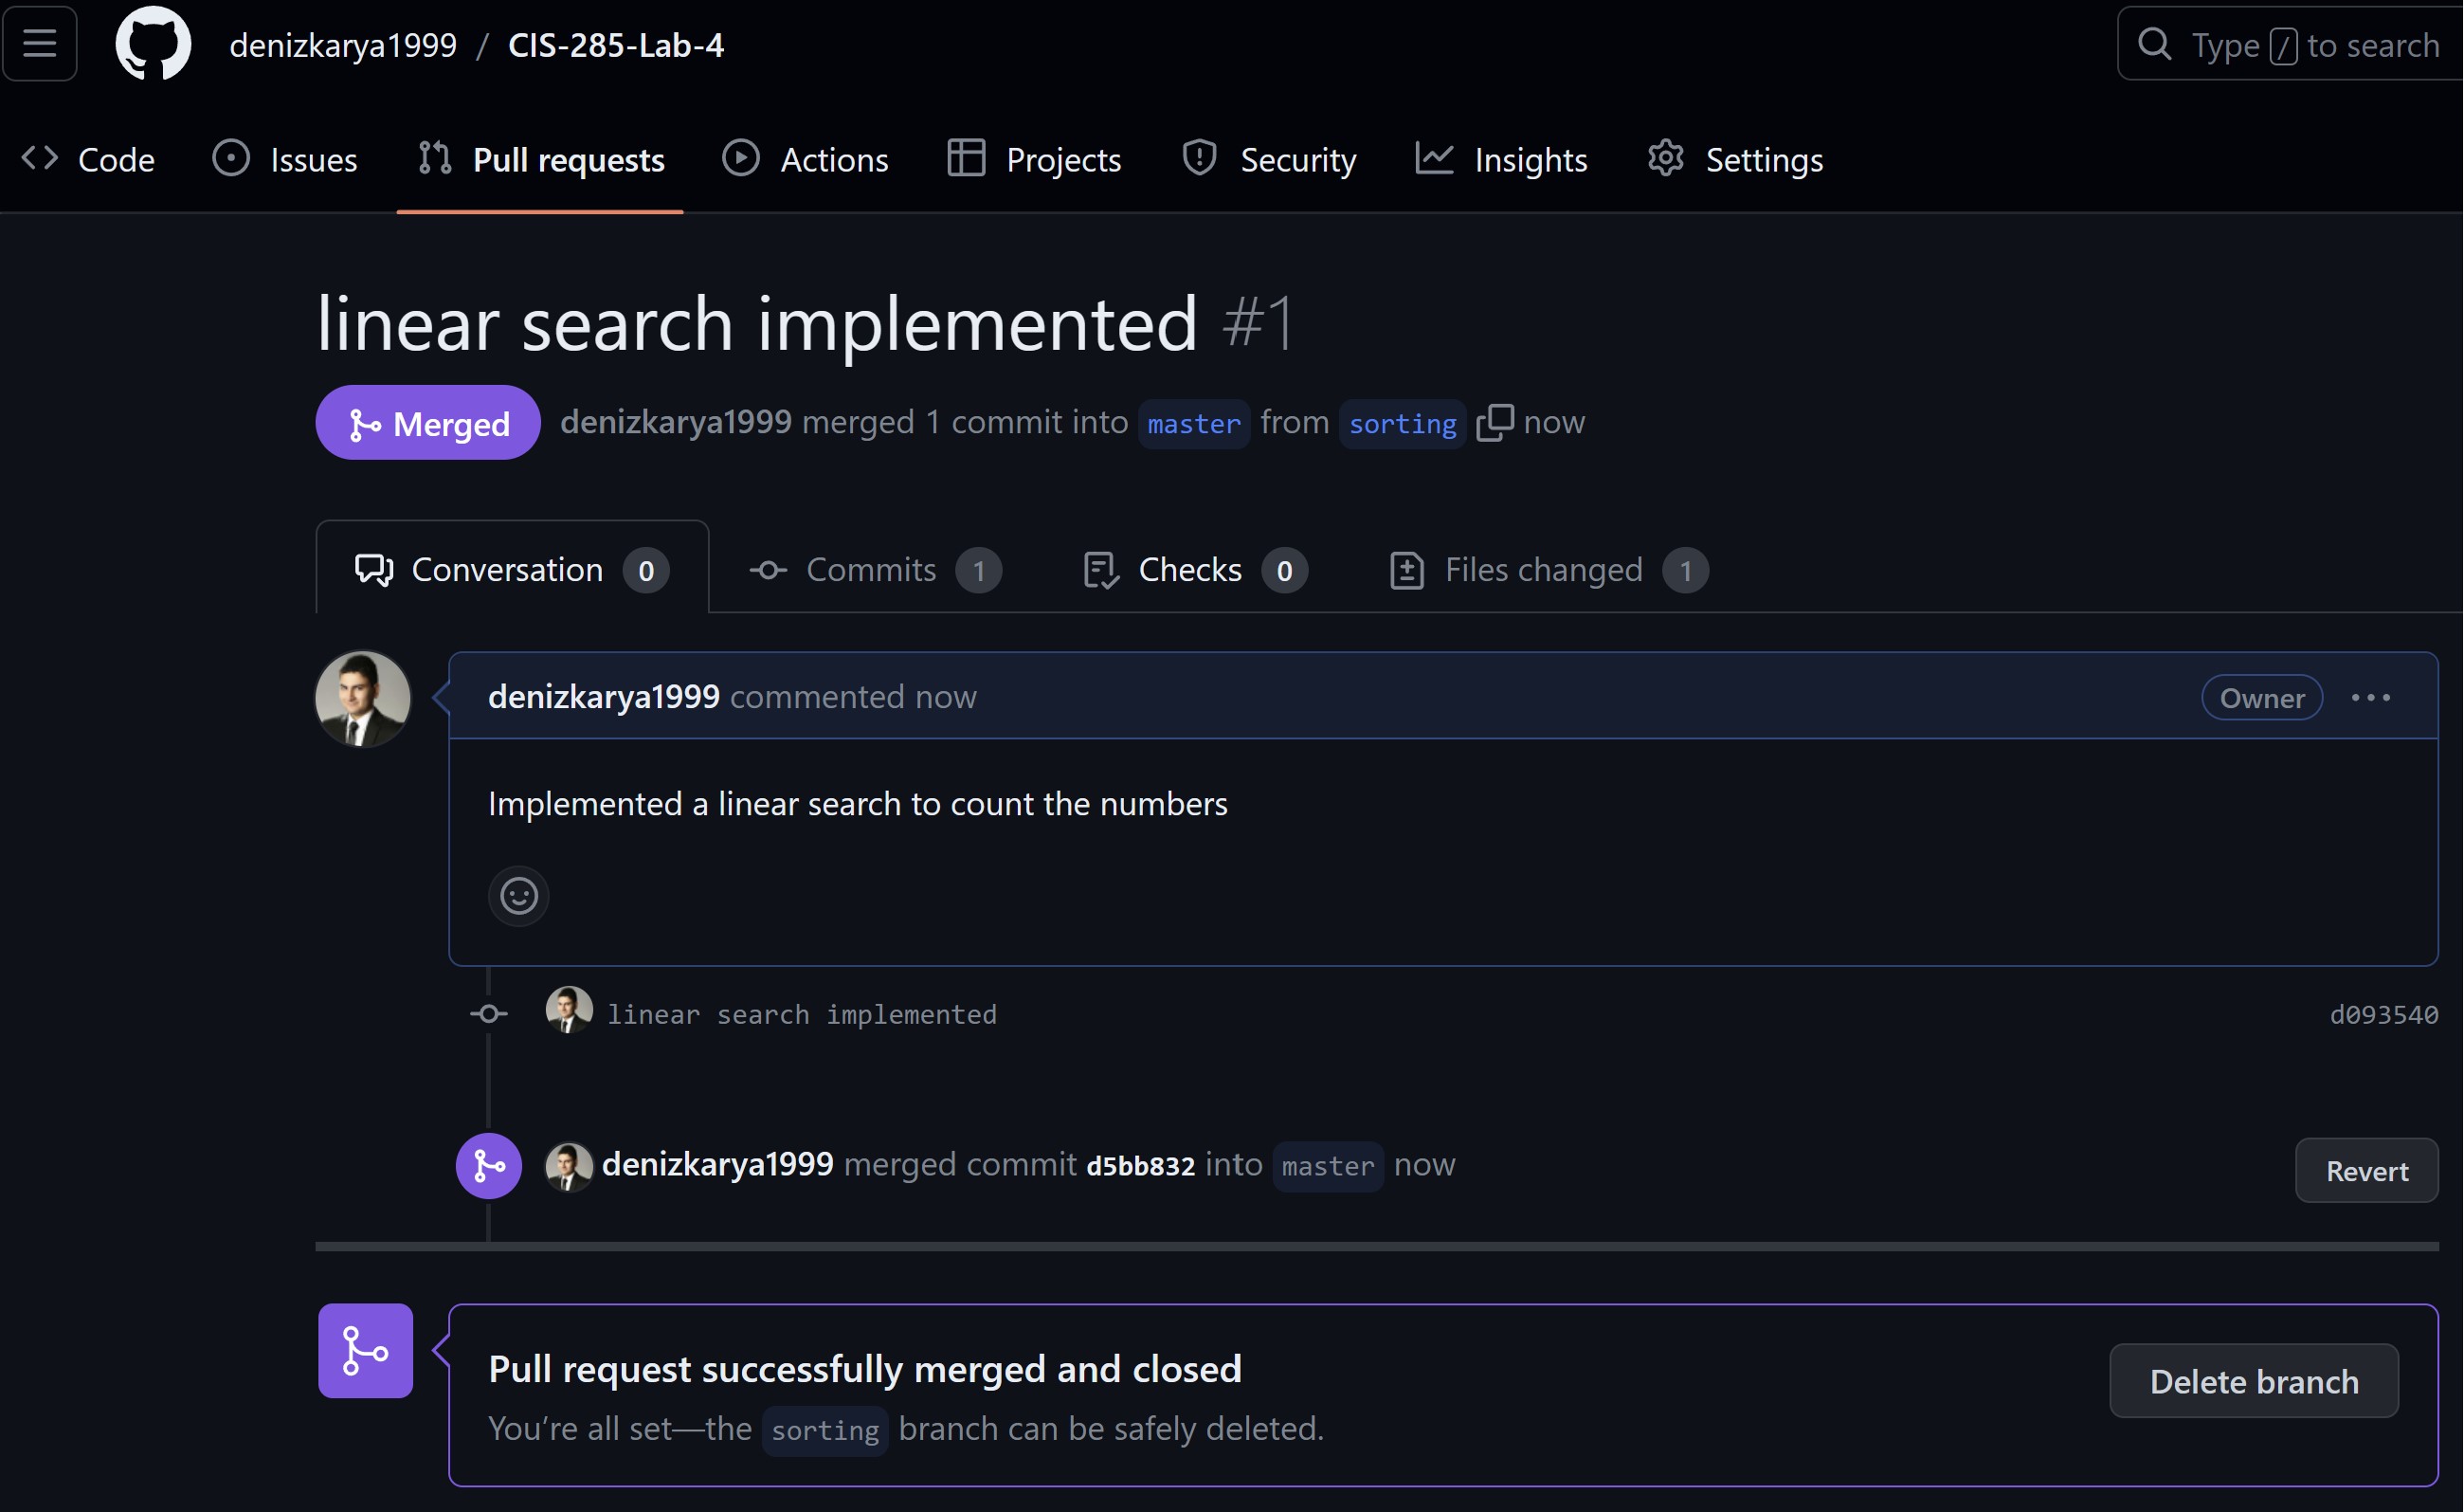 denizkarya1999 / CIS-285-Lab-4
Type / to search
Code Issues Pull requests Actions Projects Security Insights Settings
linear search implemented #1
Merged denizkarya1999 merged 1 commit into master from sorting now
Conversation 0 Commits 1 Checks 0 Files changed 1
denizkarya1999 commented now Owner
Implemented a linear search to count the numbers
linear search implemented d093540
denizkarya1999 merged commit d5bb832 into master now Revert
Pull request successfully merged and closed
You’re all set—the sorting branch can be safely deleted.
Delete branch